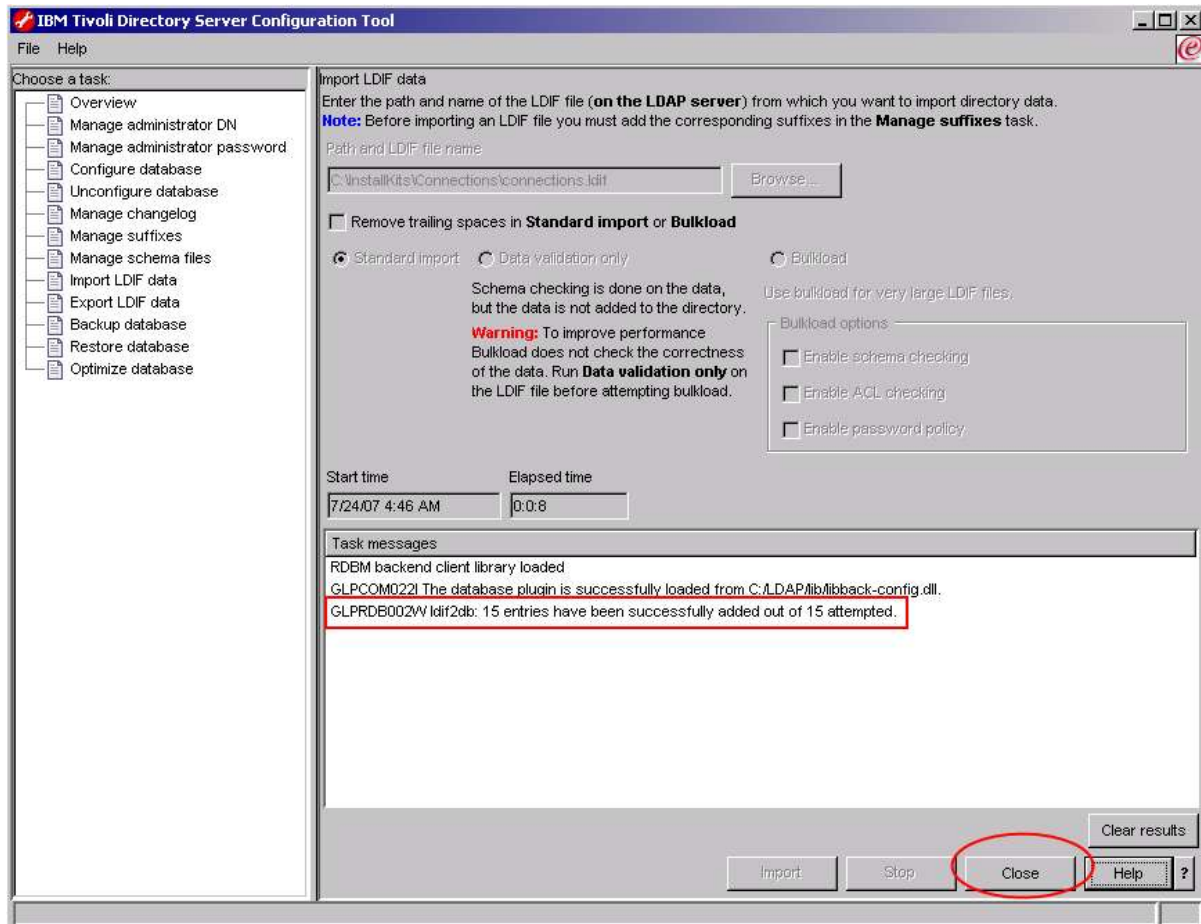 IBM Tivoli Directory Server Configuration Tool
File Help
Choose a task:
Overview
Manage administrator DN
Manage administrator password
Configure database
Unconfigure database
Manage changelog
Manage suffixes
Manage schema files
Import LDIF data
Export LDIF data
Backup database
Restore database
Optimize database
Import LDIF data
Enter the path and name of the LDIF file (on the LDAP server) from which you want to import directory data.
Note: Before importing an LDIF file you must add the corresponding suffixes in the Manage suffixes task.
Path and LDIF file name
C:\InstallKits\Connections\connections.ldif
Browse...
Remove trailing spaces in Standard import or Bulkload
Standard import
Data validation only
Schema checking is done on the data,
but the data is not added to the directory.
Warning: To improve performance
Bulkload does not check the correctness
of the data. Run Data validation only on
the LDIF file before attempting bulkload.
Bulkload
Use bulkload for very large LDIF files.
Bulkload options
Enable schema checking
Enable ACL checking
Enable password policy
Start time
7/24/07 4:46 AM
Elapsed time
0:0:8
Task messages
RDBM backend client library loaded
GLPCOM022I The database plugin is successfully loaded from C:/LDAP/lib/libback-config.dll.
GLPRDB002W ldif2db: 15 entries have been successfully added out of 15 attempted.
Clear results
Import
Stop
Close
Help
?